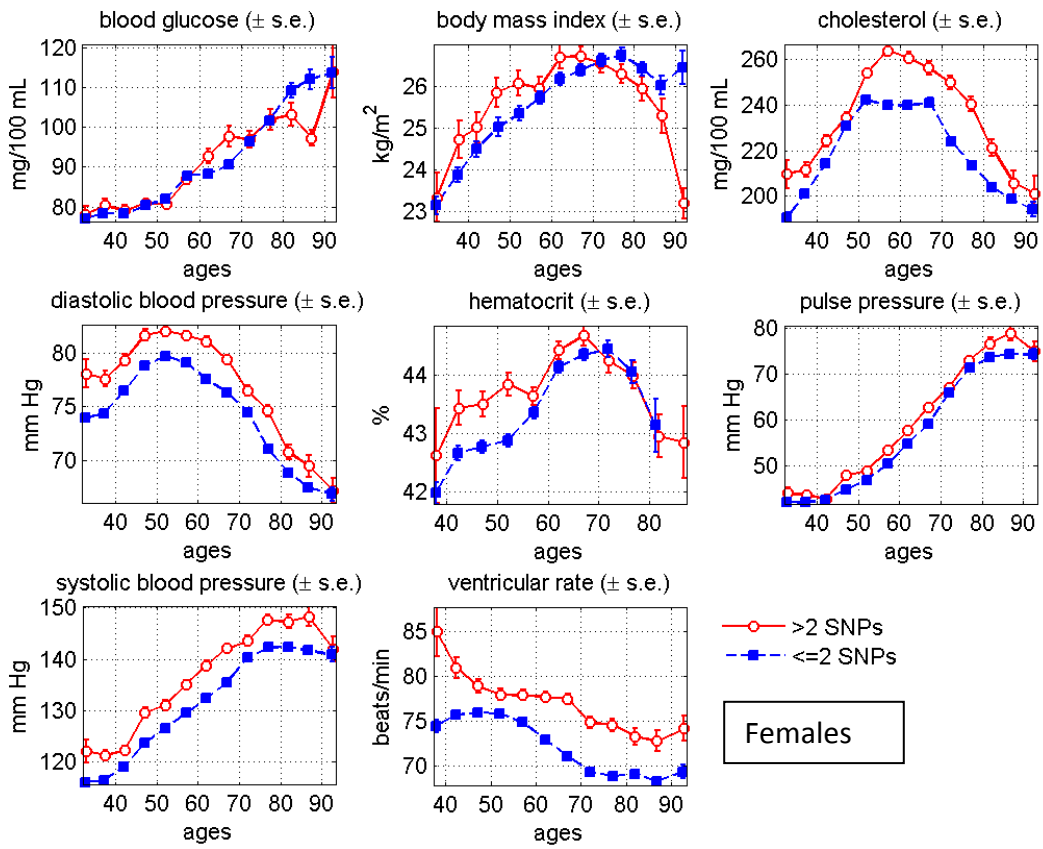 blood glucose (± s.e.)
120
110
100
90
80
mg/100 mL
40 50 60 70 80 90
ages
body mass index (± s.e.)
26
25
24
23
kg/m²
40 50 60 70 80 90
ages
cholesterol (± s.e.)
260
240
220
200
mg/100 mL
40 50 60 70 80 90
ages
diastolic blood pressure (± s.e.)
80
75
70
mm Hg
40 50 60 70 80 90
ages
hematocrit (± s.e.)
44
43
42
%
40 50 60 70 80
ages
pulse pressure (± s.e.)
80
70
60
50
mm Hg
40 50 60 70 80 90
ages
systolic blood pressure (± s.e.)
150
140
130
120
mm Hg
40 50 60 70 80 90
ages
ventricular rate (± s.e.)
85
80
75
70
beats/min
40 50 60 70 80 90
ages
>2 SNPs
<=2 SNPs
Females